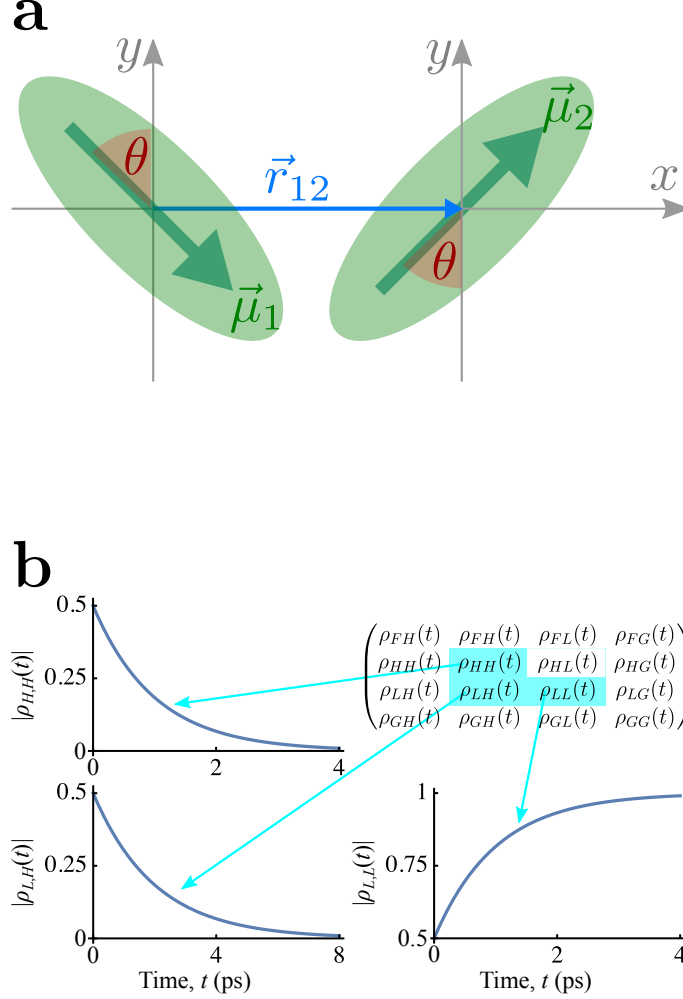 a
y y
μ⃗2
θ r⃗12 x
θ
μ⃗1
b
0.5
0.25
0
0 2 4
|ρH,H(t)|
ρFH(t) ρFH(t) ρFL(t) ρFG(t)
ρHH(t) ρHH(t) ρHL(t) ρHG(t)
ρLH(t) ρLH(t) ρLL(t) ρLG(t)
ρGH(t) ρGH(t) ρGL(t) ρGG(t)
0.5
0.25
0
0 4 8
|ρL,H(t)|
Time, t (ps)
1
0.75
0.5
0 2 4
|ρL,L(t)|
Time, t (ps)